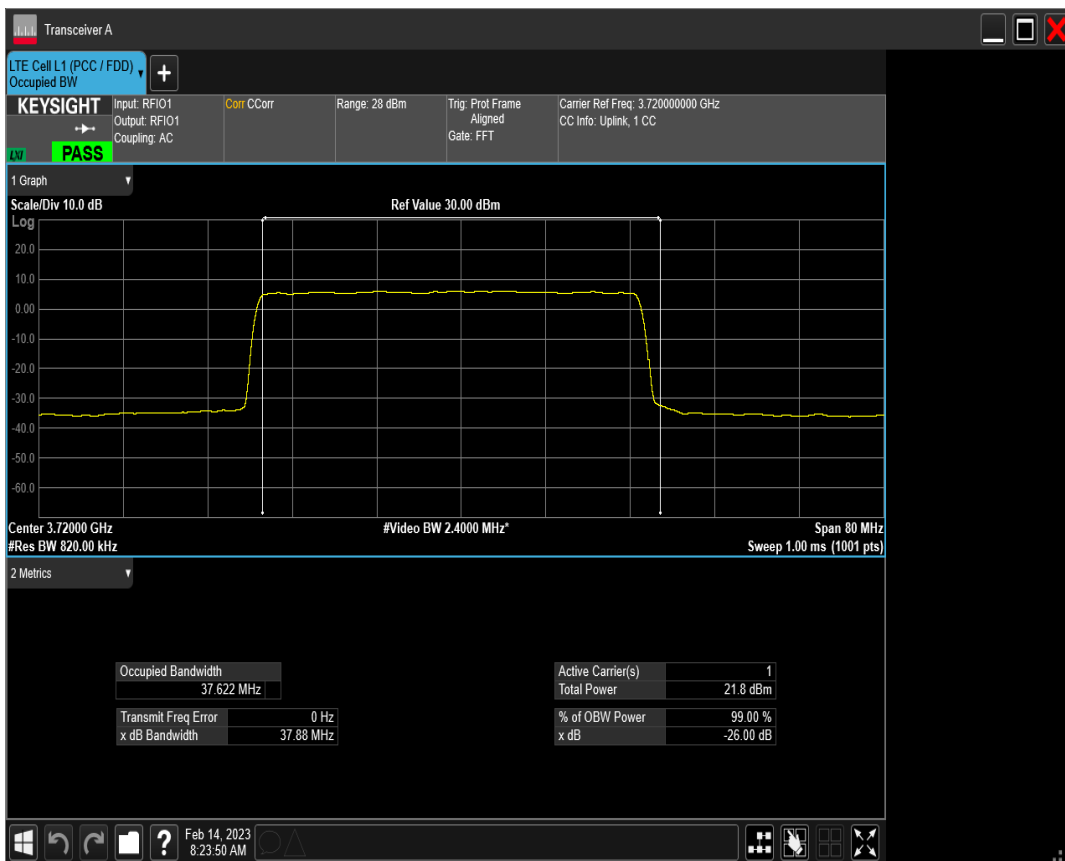 Transceiver A
LTE Cell L1 (PCC / FDD)
Occupied BW
KEYSIGHT
LXI
PASS
Input: RFIO1
Output: RFIO1
Coupling: AC
Corr CCorr
Range: 28 dBm
Trig: Prot Frame
Aligned
Gate: FFT
Carrier Ref Freq: 3.720000000 GHz
CC Info: Uplink, 1 CC
1 Graph
Scale/Div 10.0 dB
Ref Value 30.00 dBm
Log
20.0
10.0
0.00
-10.0
-20.0
-30.0
-40.0
-50.0
-60.0
Center 3.72000 GHz
#Video BW 2.4000 MHz*
Span 80 MHz
#Res BW 820.00 kHz
Sweep 1.00 ms (1001 pts)
2 Metrics
Occupied Bandwidth
37.622 MHz
Transmit Freq Error 0 Hz
x dB Bandwidth 37.88 MHz
Active Carrier(s) 1
Total Power 21.8 dBm
% of OBW Power 99.00 %
x dB -26.00 dB
?
Feb 14, 2023
8:23:50 AM